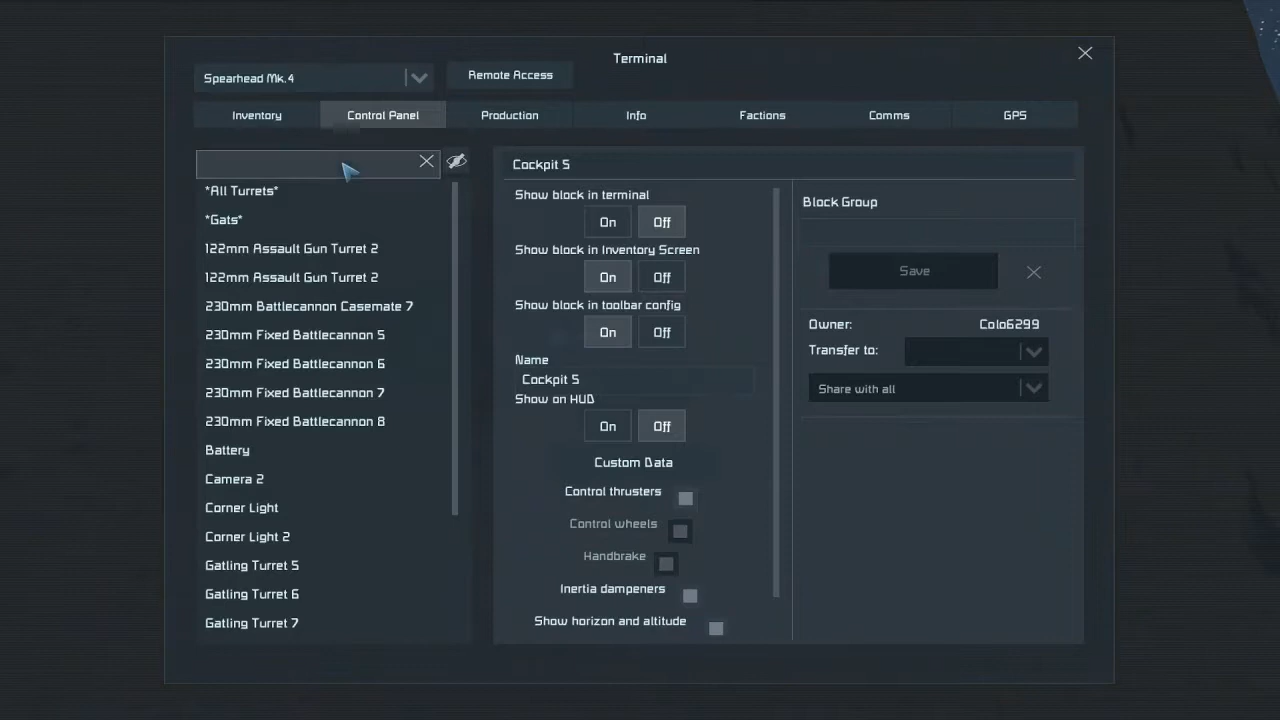 Terminal
Spearhead Mk.4
Remote Access
Inventory
Control Panel
Production
Info
Factions
Comms
GPS
*All Turrets*
*Gats*
122mm Assault Gun Turret 2
122mm Assault Gun Turret 2
230mm Battlecannon Casemate 7
230mm Fixed Battlecannon 5
230mm Fixed Battlecannon 6
230mm Fixed Battlecannon 7
230mm Fixed Battlecannon 8
Battery
Camera 2
Corner Light
Corner Light 2
Gatling Turret 5
Gatling Turret 6
Gatling Turret 7
Cockpit 5
Show block in terminal
On Off
Show block in Inventory Screen
On Off
Show block in toolbar config
On Off
Name
Cockpit 5
Show on HUD
On Off
Custom Data
Control thrusters
Control wheels
Handbrake
Inertia dampeners
Show horizon and altitude
Block Group
Save
Owner: Colo6299
Transfer to:
Share with all